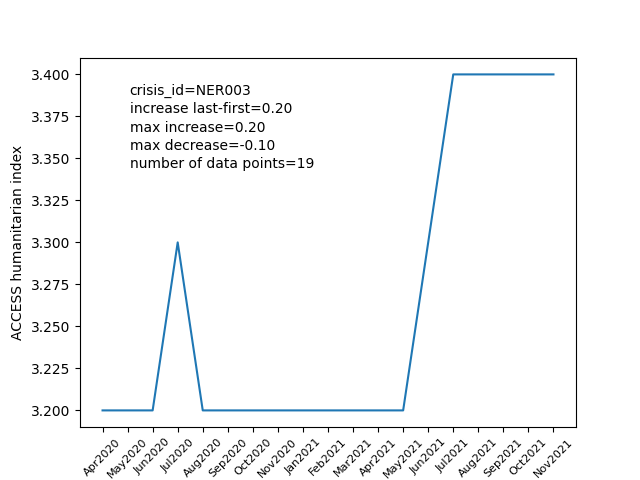 3.400
3.375
3.350
3.300
3.275
3.250
3.225
3.200
ACCESS humanitarian index
crisis_id=NER003
increase last-first=0.20
max increase=0.20
max decrease=-0.10
number of data points=19
Apr2020
May2020
Jun2020
Jul2020
Aug2020
Sep2020
Oct2020
Nov2020
Jan2021
Feb2021
Mar2021
Apr2021
May2021
Jun2021
Jul2021
Aug2021
Sep2021
Oct2021
Nov2021